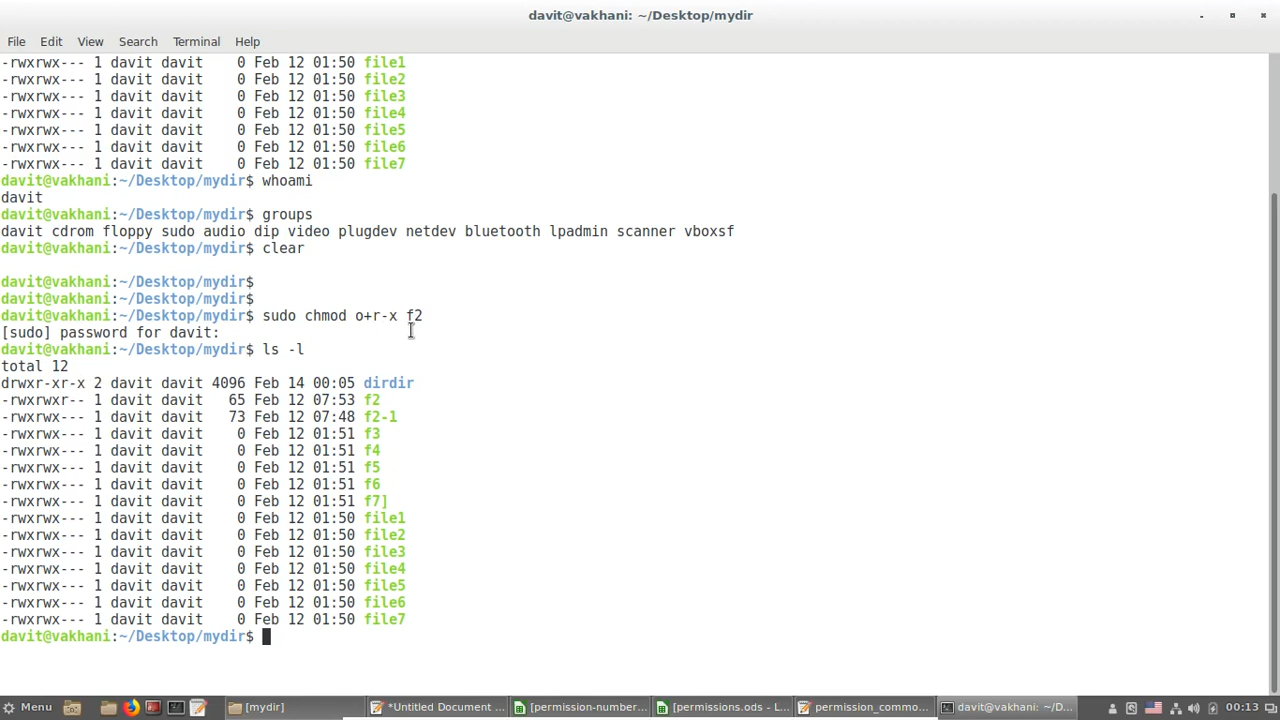 davit@vakhani: ~/Desktop/mydir
File Edit View Search Terminal Help
-rwxrwx--- 1 davit davit    0 Feb 12 01:50 file1
-rwxrwx--- 1 davit davit    0 Feb 12 01:50 file2
-rwxrwx--- 1 davit davit    0 Feb 12 01:50 file3
-rwxrwx--- 1 davit davit    0 Feb 12 01:50 file4
-rwxrwx--- 1 davit davit    0 Feb 12 01:50 file5
-rwxrwx--- 1 davit davit    0 Feb 12 01:50 file6
-rwxrwx--- 1 davit davit    0 Feb 12 01:50 file7
davit@vakhani:~/Desktop/mydir$ whoami
davit
davit@vakhani:~/Desktop/mydir$ groups
davit cdrom floppy sudo audio dip video plugdev netdev bluetooth lpadmin scanner vboxsf
davit@vakhani:~/Desktop/mydir$ clear
davit@vakhani:~/Desktop/mydir$
davit@vakhani:~/Desktop/mydir$
davit@vakhani:~/Desktop/mydir$ sudo chmod o+r-x f2
[sudo] password for davit:
davit@vakhani:~/Desktop/mydir$ ls -l
total 12
drwxr-xr-x 2 davit davit 4096 Feb 14 00:05 dirdir
-rwxrwxr-- 1 davit davit   65 Feb 12 07:53 f2
-rwxrwx--- 1 davit davit   73 Feb 12 07:48 f2-1
-rwxrwx--- 1 davit davit    0 Feb 12 01:51 f3
-rwxrwx--- 1 davit davit    0 Feb 12 01:51 f4
-rwxrwx--- 1 davit davit    0 Feb 12 01:51 f5
-rwxrwx--- 1 davit davit    0 Feb 12 01:51 f6
-rwxrwx--- 1 davit davit    0 Feb 12 01:51 f7]
-rwxrwx--- 1 davit davit    0 Feb 12 01:50 file1
-rwxrwx--- 1 davit davit    0 Feb 12 01:50 file2
-rwxrwx--- 1 davit davit    0 Feb 12 01:50 file3
-rwxrwx--- 1 davit davit    0 Feb 12 01:50 file4
-rwxrwx--- 1 davit davit    0 Feb 12 01:50 file5
-rwxrwx--- 1 davit davit    0 Feb 12 01:50 file6
-rwxrwx--- 1 davit davit    0 Feb 12 01:50 file7
davit@vakhani:~/Desktop/mydir$
Menu [mydir] *Untitled Document ... [permission-number... [permissions.ods - L... permission_commo... davit@vakhani: ~/D... 00:13